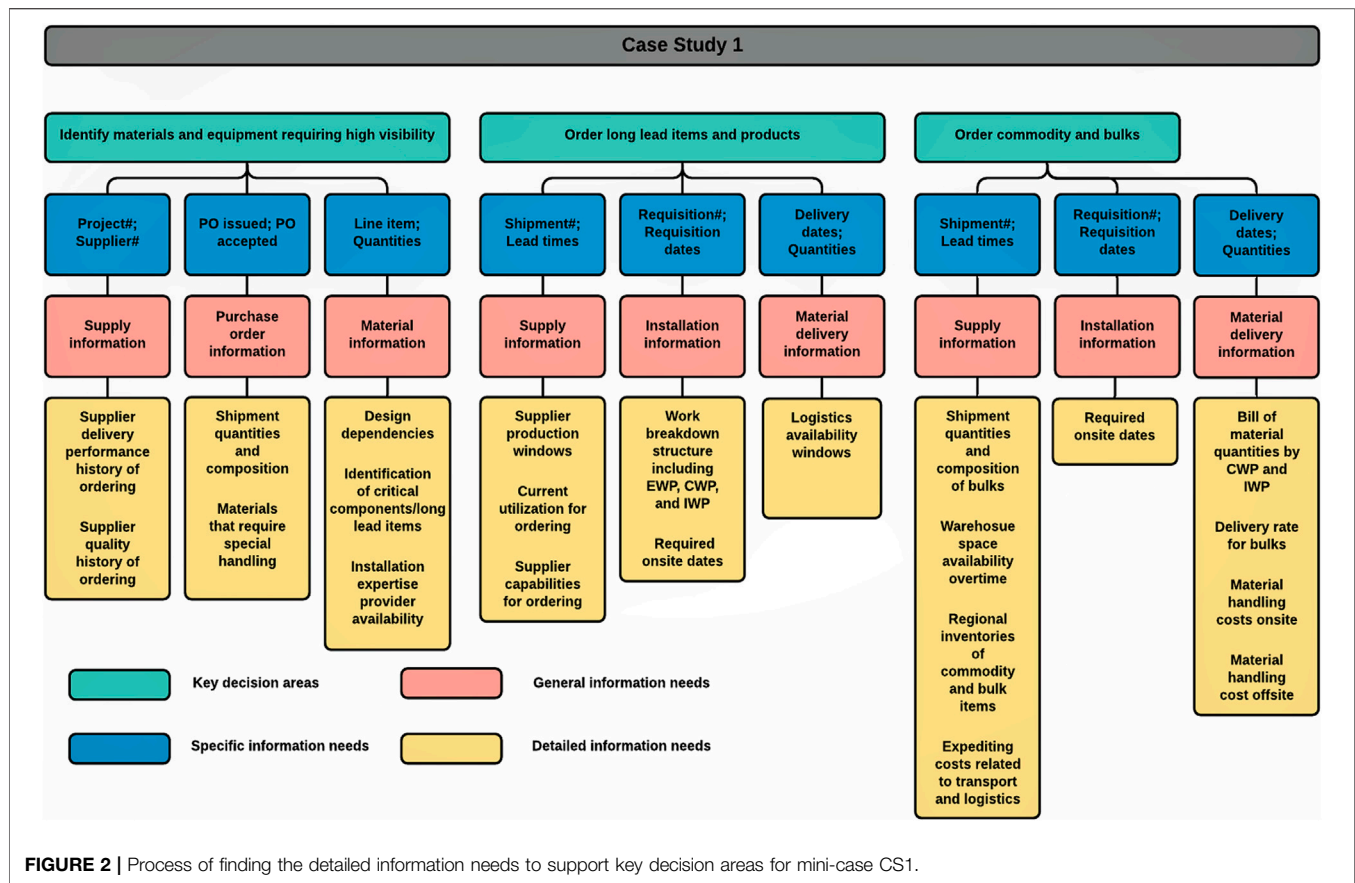 Case Study 1
Identify materials and equipment requiring high visibility
Order long lead items and products
Order commodity and bulks
Project#;
Supplier#
PO issued; PO
accepted
Line item;
Quantities
Shipment#;
Lead times
Requisition#;
Requisition
dates
Delivery
dates;
Quantities
Shipment#;
Lead times
Requisition#;
Requisition
dates
Delivery
dates;
Quantities
Supply
information
Purchase
order
information
Material
information
Supply
information
Installation
information
Material
delivery
information
Supply
information
Installation
information
Material
delivery
information
Supplier
delivery
performance
history of
ordering
Supplier
quality
history of
ordering
Shipment
quantities
and
composition
Materials
that require
special
handling
Design
dependencies
Identification
of critical
components/long
lead items
Installation
expertise
provider
availability
Supplier
production
windows
Current
utilization for
ordering
Supplier
capabilities
for ordering
Work
breakdown
structure
including
EWP, CWP,
and IWP
Required
onsite dates
Logistics
availability
windows
Shipment
quantities
and
composition
of bulks
Warehosue
space
availability
overtime
Regional
inventories
of
commodity
and bulk
items
Expediting
costs related
to transport
and logistics
Required
onsite dates
Bill of
material
quantities by
CWP and
IWP
Delivery rate
for bulks
Material
handling
costs onsite
Material
handling
cost offsite
Key decision areas
General information needs
Specific information needs
Detailed information needs
FIGURE 2 | Process of finding the detailed information needs to support key decision areas for mini-case CS1.